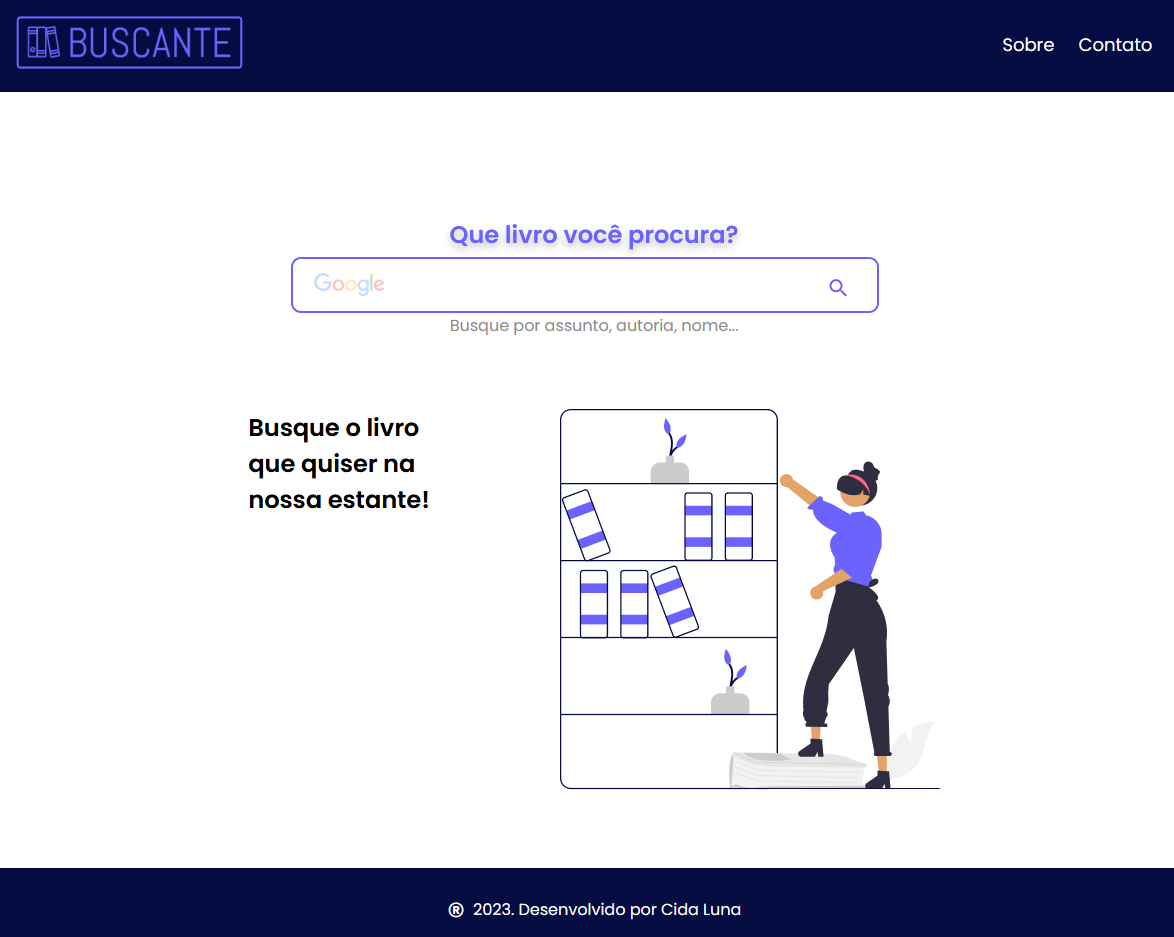 BUSCANTE
Sobre Contato
Que livro você procura?
Google
Busque por assunto, autoria, nome...
Busque o livro
que quiser na
nossa estante!
® 2023. Desenvolvido por Cida Luna